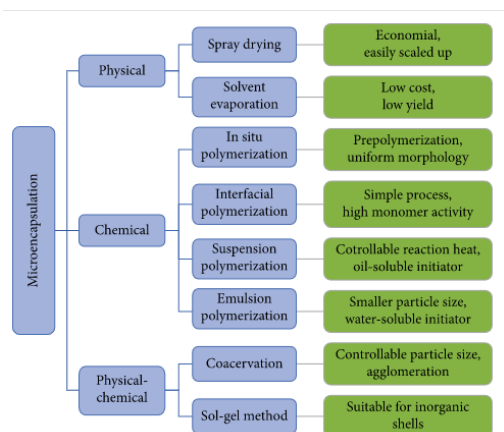 Microencapsulation
Physical
Spray drying
Economial,
easily scaled up
Solvent
evaporation
Low cost,
low yield
Chemical
In situ
polymerization
Prepolymerization,
uniform morphology
Interfacial
polymerization
Simple process,
high monomer activity
Suspension
polymerization
Cotrollable reaction heat,
oil-soluble initiator
Emulsion
polymerization
Smaller particle size,
water-soluble initiator
Physical-
chemical
Coacervation
Controllable particle size,
agglomeration
Sol-gel method
Suitable for inorganic
shells